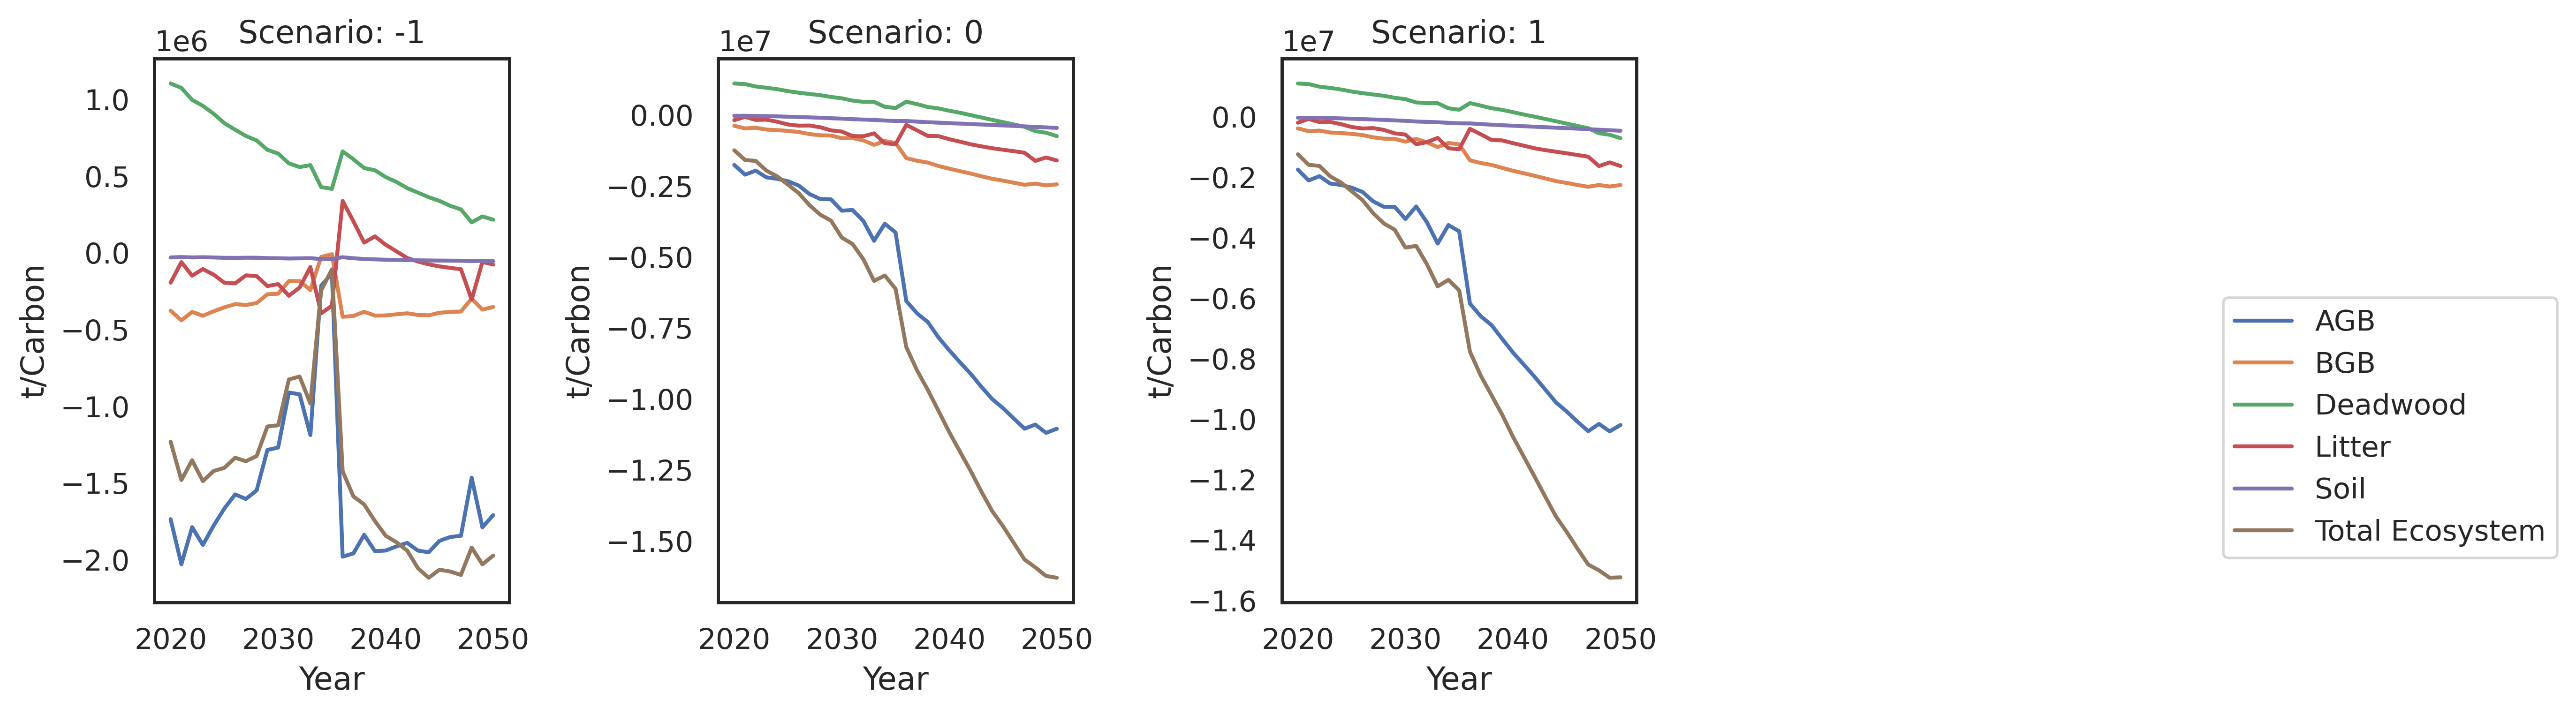 Scenario: -1
1e6
1.0
0.5
0.0
−0.5
−1.0
−1.5
−2.0
t/Carbon
2020 2030 2040 2050
Year
Scenario: 0
1e7
0.00
−0.25
−0.50
−0.75
−1.00
−1.25
−1.50
t/Carbon
2020 2030 2040 2050
Year
Scenario: 1
1e7
0.0
−0.2
−0.4
−0.6
−0.8
−1.0
−1.2
−1.4
−1.6
t/Carbon
2020 2030 2040 2050
Year
AGB
BGB
Deadwood
Litter
Soil
Total Ecosystem